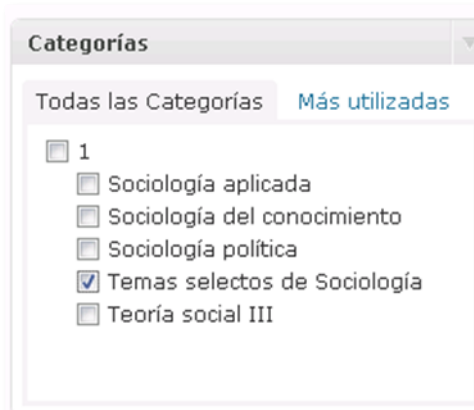 Categorías
Todas las Categorías Más utilizadas
1
Sociología aplicada
Sociología del conocimiento
Sociología política
Temas selectos de Sociología
Teoría social III